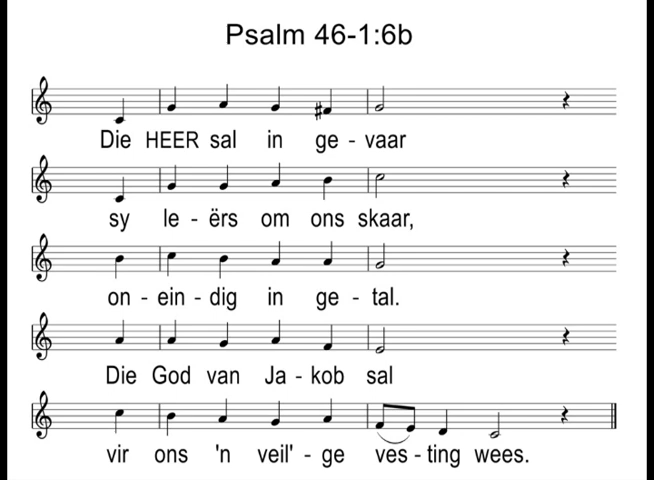 Psalm 46-1:6b
Die HEER sal in ge - vaar
sy le - ërs om ons skaar,
on - ein - dig in ge - tal.
Die God van Ja - kob sal
vir ons 'n veil' - ge ves - ting wees.